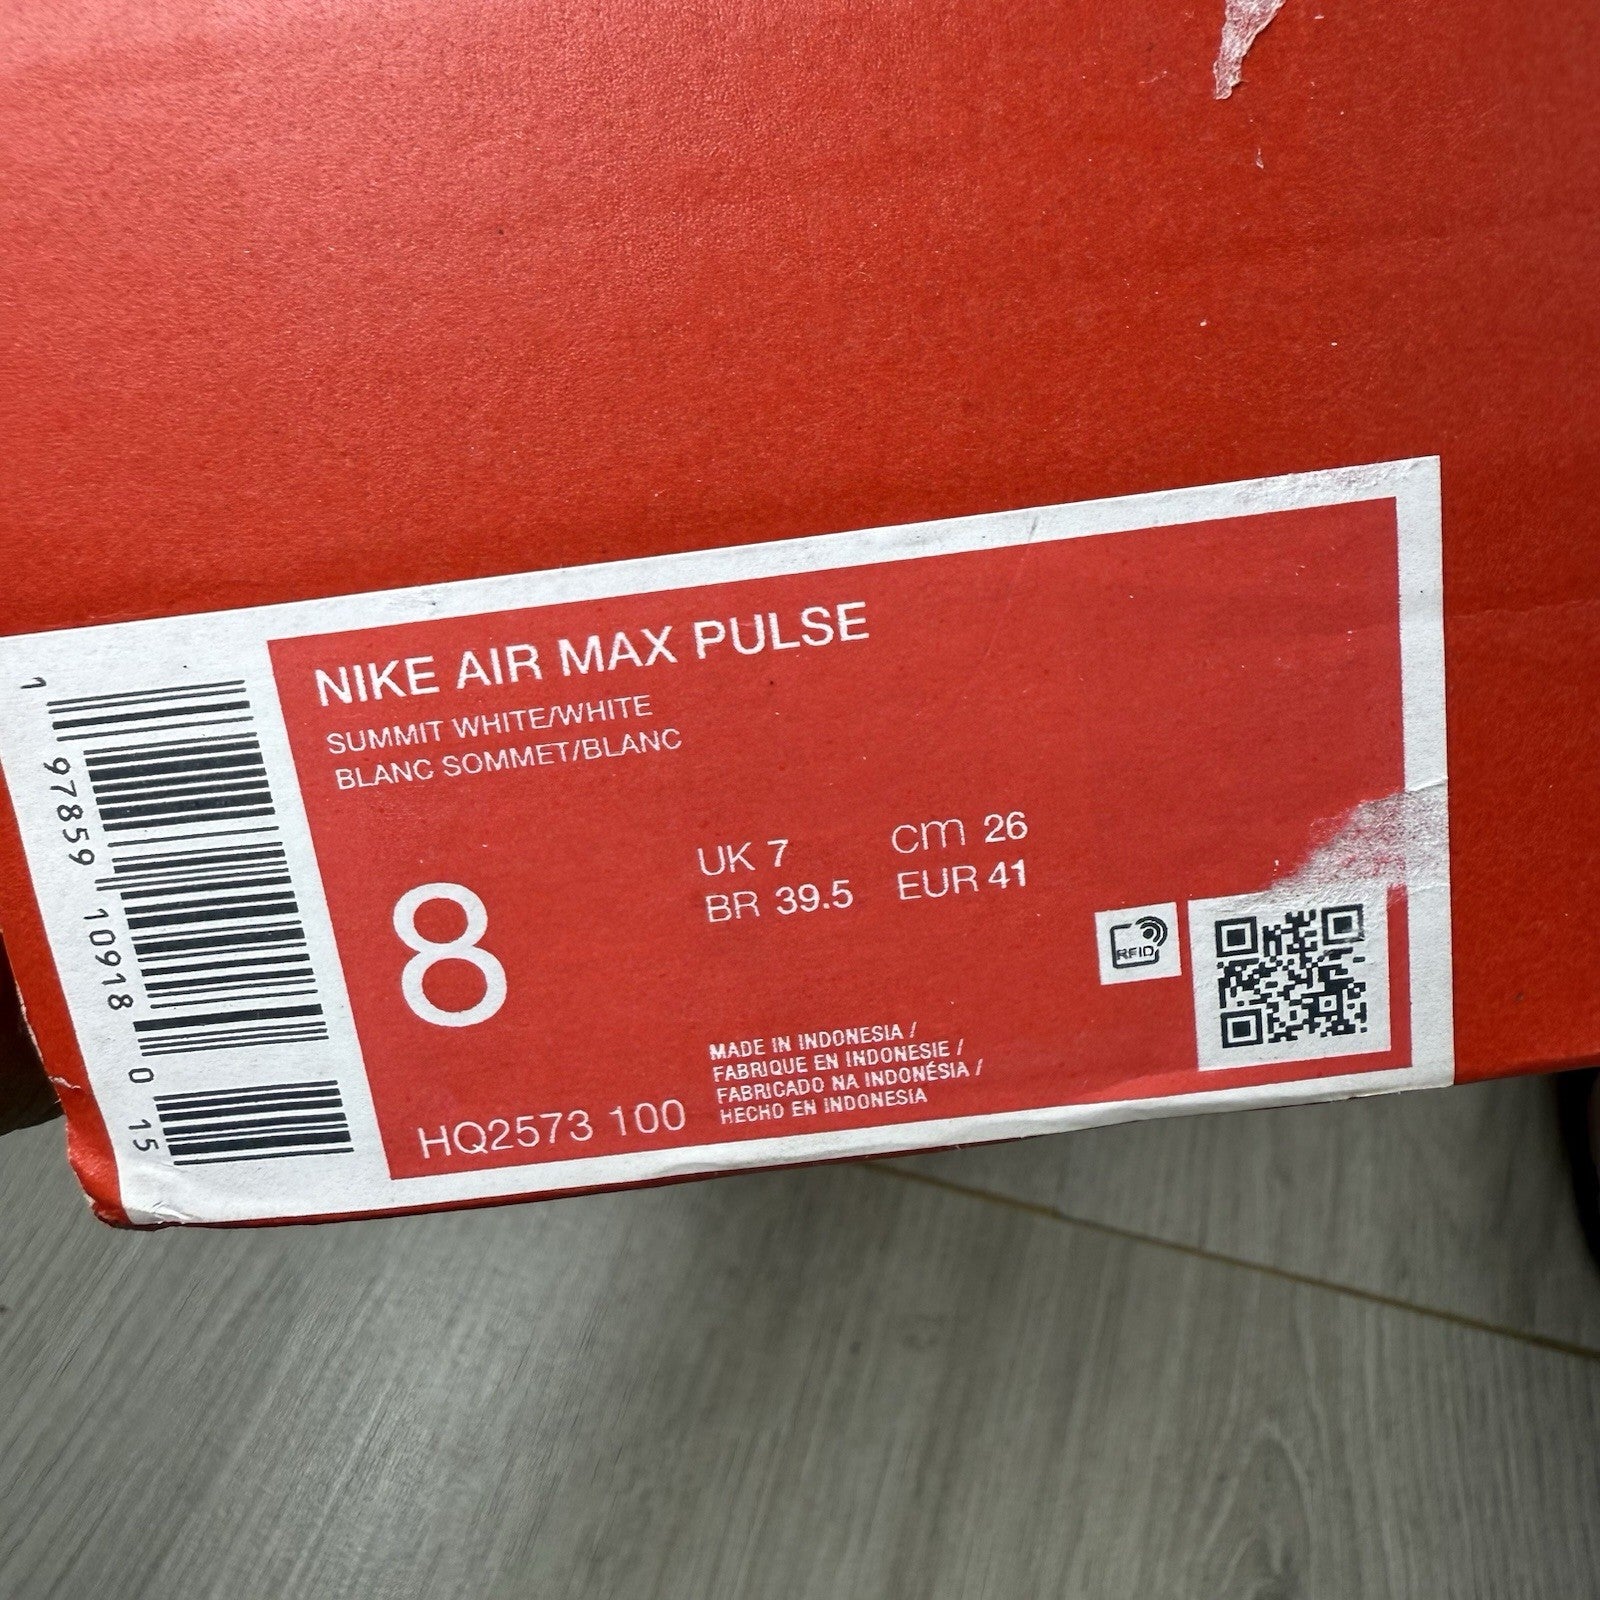 NIKE AIR MAX PULSE
SUMMIT WHITE/WHITE
BLANC SOMMET/BLANC
8
UK 7 cm 26
BR 39.5 EUR 41
RFID
HQ2573 100
MADE IN INDONESIA /
FABRIQUE EN INDONESIE /
FABRICADO NA INDONÉSIA /
HECHO EN INDONESIA
1 97859 10918 0 15